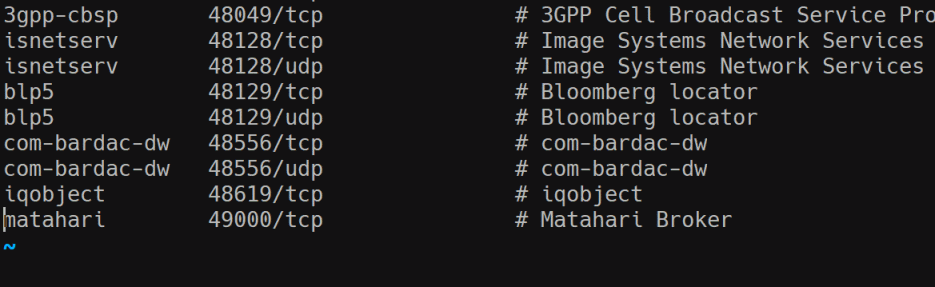 3gpp-cbsp 48049/tcp # 3GPP Cell Broadcast Service Pro
isnetserv 48128/tcp # Image Systems Network Services
isnetserv 48128/udp # Image Systems Network Services
blp5 48129/tcp # Bloomberg locator
blp5 48129/udp # Bloomberg locator
com-bardac-dw 48556/tcp # com-bardac-dw
com-bardac-dw 48556/udp # com-bardac-dw
iqobject 48619/tcp # iqobject
matahari 49000/tcp # Matahari Broker
~